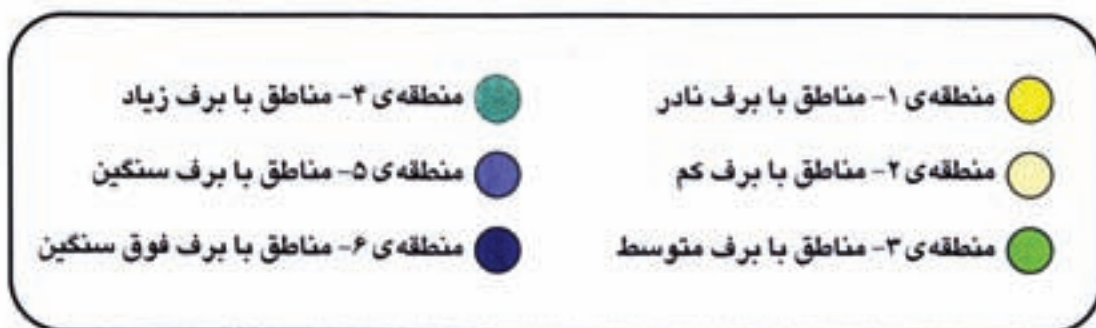 منطقه‌ی ۱- مناطق با برف نادر
منطقه‌ی ۲- مناطق با برف کم
منطقه‌ی ۳- مناطق با برف متوسط
منطقه‌ی ۴- مناطق با برف زیاد
منطقه‌ی ۵- مناطق با برف سنگین
منطقه‌ی ۶- مناطق با برف فوق سنگین